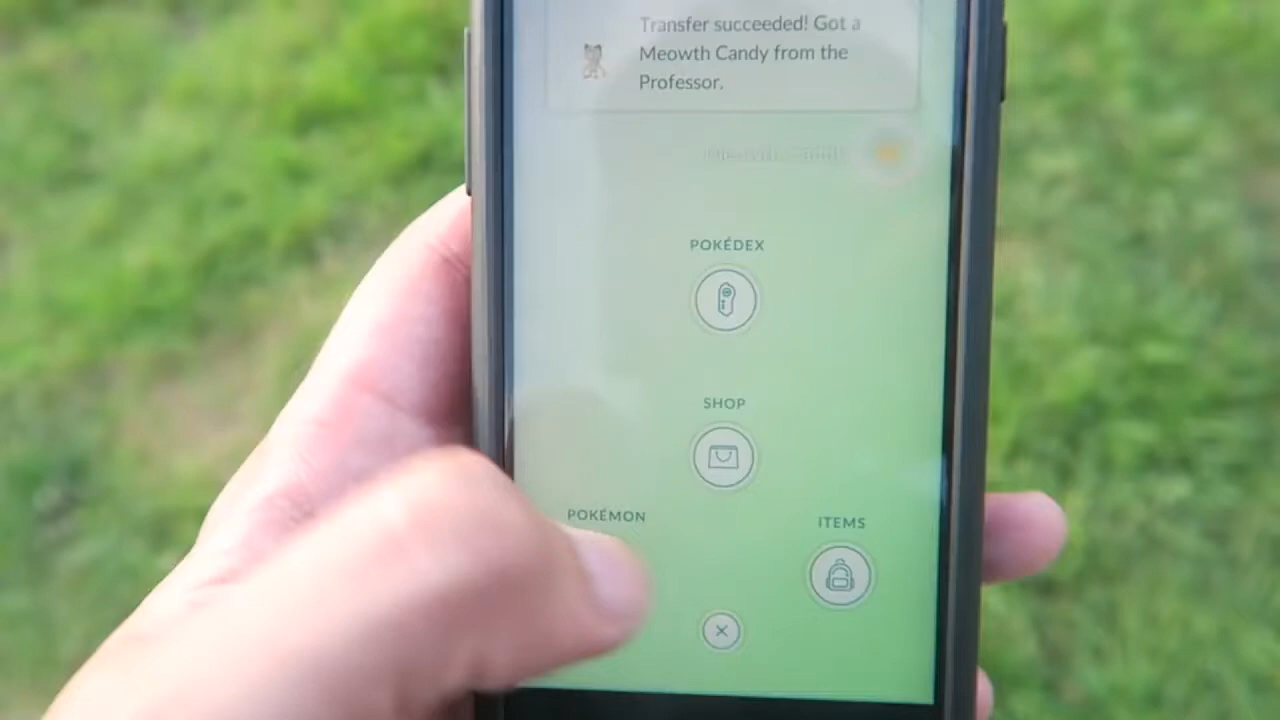 Transfer succeeded! Got a
Meowth Candy from the
Professor.
POKÉDEX
SHOP
POKÉMON
ITEMS